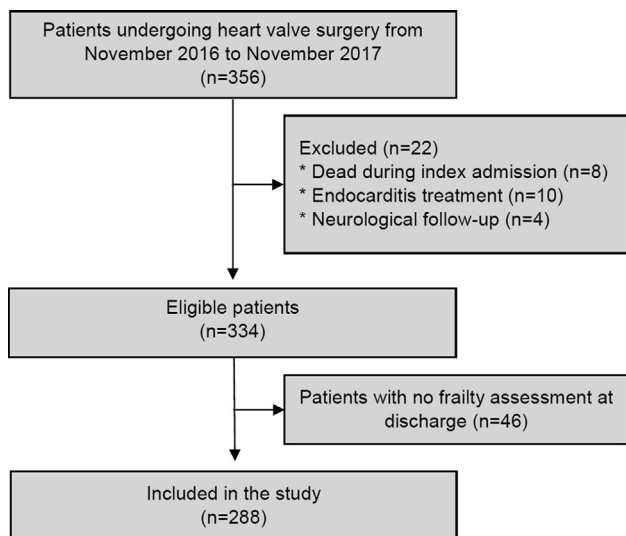 Patients undergoing heart valve surgery from
November 2016 to November 2017
(n=356)
Excluded (n=22)
* Dead during index admission (n=8)
* Endocarditis treatment (n=10)
* Neurological follow-up (n=4)
Eligible patients
(n=334)
Patients with no frailty assessment at
discharge (n=46)
Included in the study
(n=288)